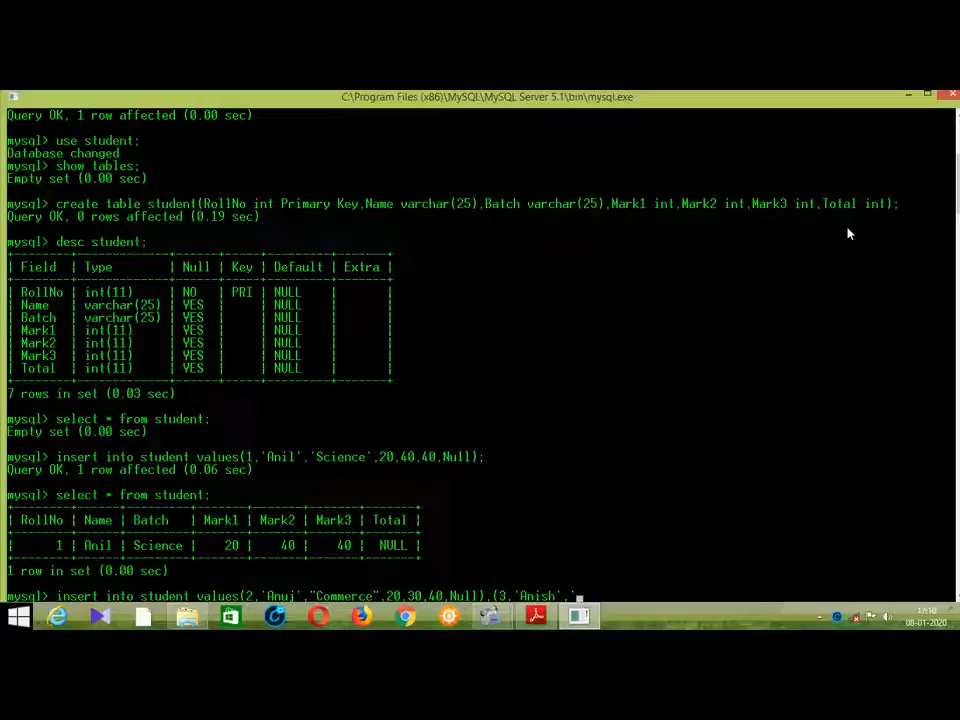 C:\Program Files (x86)\MySQL\MySQL Server 5.1\bin\mysql.exe
Query OK, 1 row affected (0.00 sec)
mysql> use student;
Database changed
mysql> show tables;
Empty set (0.00 sec)
mysql> create table student(RollNo int Primary Key,Name varchar(25),Batch varchar(25),Mark1 int,Mark2 int,Mark3 int,Total int);
Query OK, 0 rows affected (0.19 sec)
mysql> desc student;
| Field | Type | Null | Key | Default | Extra |
| RollNo | int(11) | NO | PRI | NULL | |
| Name | varchar(25) | YES | | NULL | |
| Batch | varchar(25) | YES | | NULL | |
| Mark1 | int(11) | YES | | NULL | |
| Mark2 | int(11) | YES | | NULL | |
| Mark3 | int(11) | YES | | NULL | |
| Total | int(11) | YES | | NULL | |
7 rows in set (0.03 sec)
mysql> select * from student;
Empty set (0.00 sec)
mysql> insert into student values(1,'Anil','Science',20,40,40,Null);
Query OK, 1 row affected (0.06 sec)
mysql> select * from student;
| RollNo | Name | Batch | Mark1 | Mark2 | Mark3 | Total |
| 1 | Anil | Science | 20 | 40 | 40 | NULL |
1 row in set (0.00 sec)
mysql> insert into student values(2,'Anuj',"Commerce",20,30,40,Null),(3,'Anish','
08-01-2020